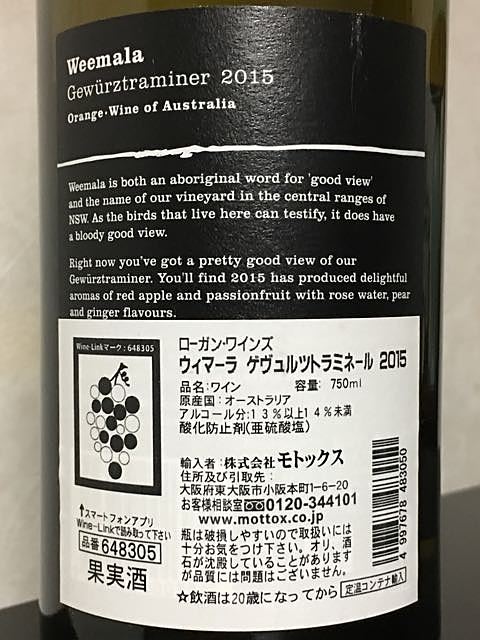 Weemala
Gewürztraminer 2015
Orange·Wine of Australia
Weemala is both an aboriginal word for 'good view'
and the name of our vineyard in the central ranges of
NSW. As the birds that live here can testify, it does have
a bloody good view.
Right now you've got a pretty good view of our
Gewürztraminer. You'll find 2015 has produced delightful
aromas of red apple and passionfruit with rose water, pear
and ginger flavours.
Wine-Linkマーク:648305
ローガン・ワインズ
ウィマーラ ゲヴュルツトラミネール 2015
品名:ワイン 容量: 750ml
原産国:オーストラリア
アルコール分:13%以上14%未満
酸化防止剤(亜硫酸塩)
輸入者:株式会社モトックス
住所及び引取先:
大阪府東大阪市小阪本町1-6-20
お客様相談室 0120-344101
www.mottox.co.jp
瓶は破損しやすいので取扱いには
十分お気をつけ下さい。オリ、酒
石が沈殿していることがあります
が品質には問題はございません。
☆飲酒は20歳になってから 定温コンテナ輸入
↑スマートフォンアプリ
Wine-Linkで読み取って下さい
品番 648305
果実酒
4 997678 483050